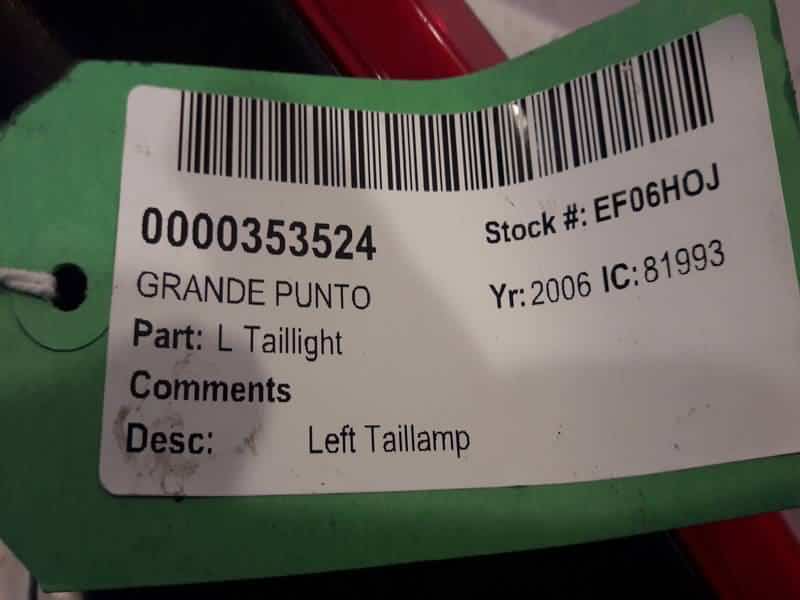 0000353524
Stock #: EF06HOJ
GRANDE PUNTO
Yr: 2006 IC: 81993
Part: L Taillight
Comments
Desc: Left Taillamp